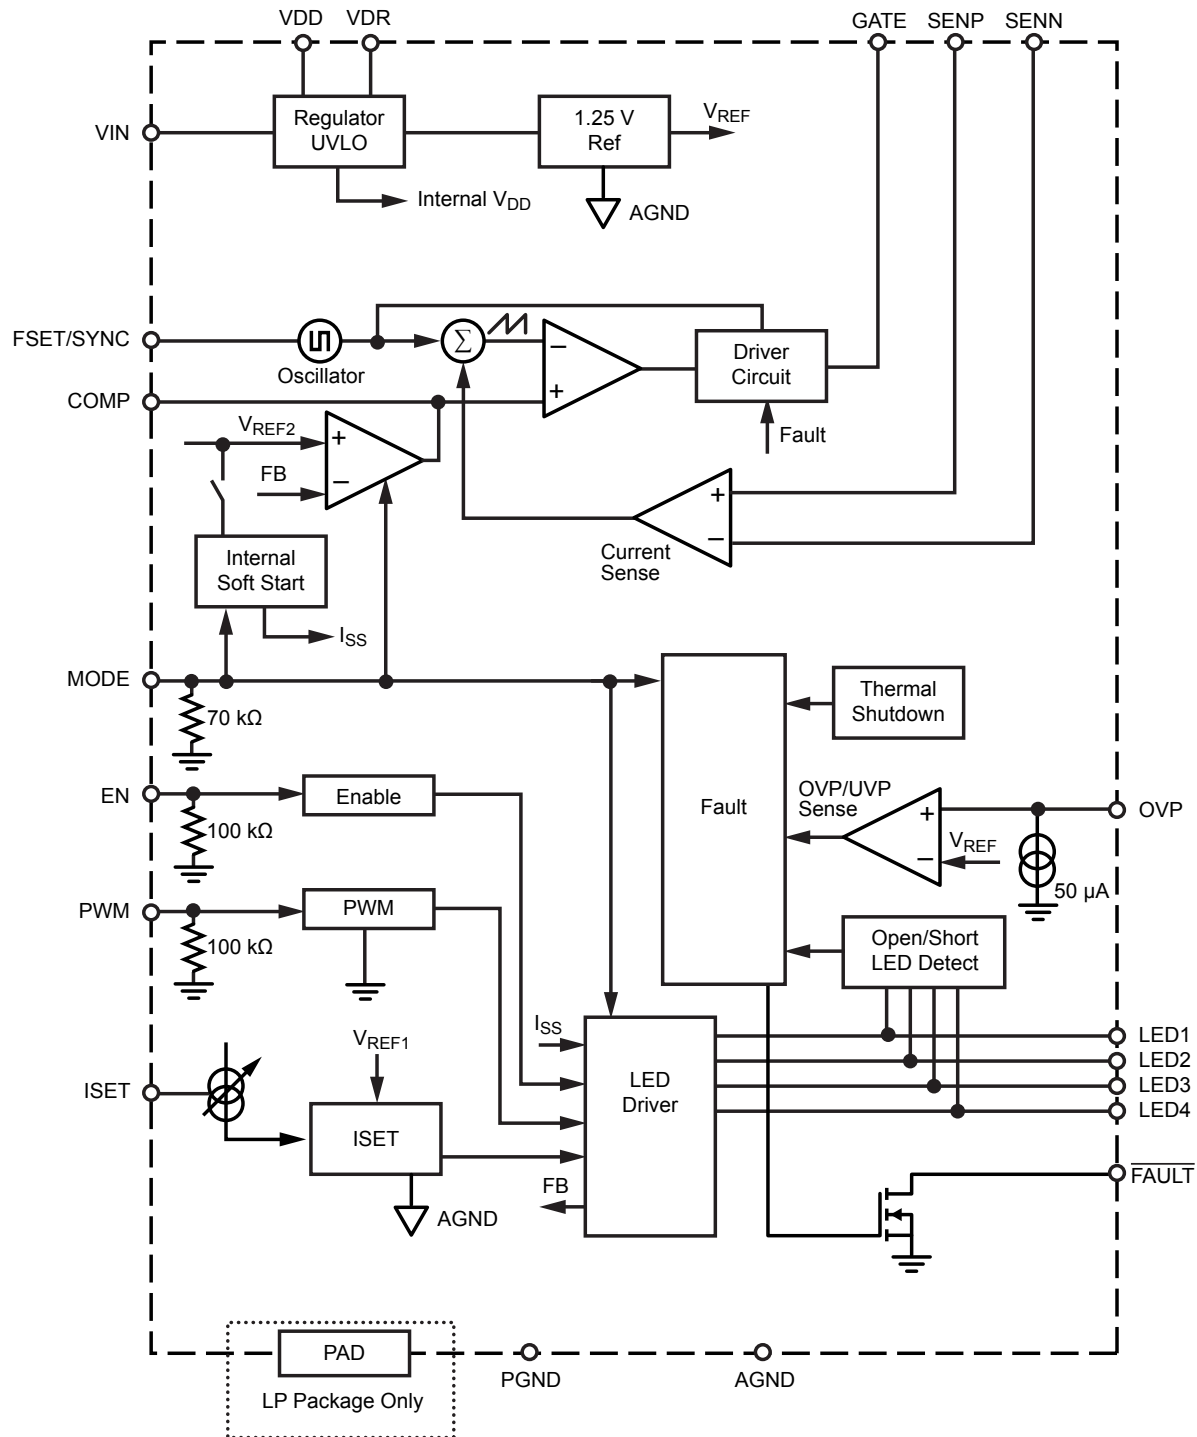 VDD VDR GATE SENP SENN
VIN
Regulator
UVLO
1.25 V
Ref
VREF
Internal VDD
AGND
FSET/SYNC
Oscillator
Σ
−
+
Driver
Circuit
COMP
Fault
VREF2
+
FB
−
+
−
Current
Sense
Internal
Soft Start
ISS
MODE
70 kΩ
Fault
Thermal
Shutdown
EN
Enable
100 kΩ
OVP/UVP
Sense
+
−
VREF
OVP
50 µA
PWM
PWM
100 kΩ
Open/Short
LED Detect
ISS
VREF1
LED
Driver
LED1
LED2
LED3
LED4
ISET
ISET
FB
AGND
FAULT
PAD
LP Package Only
PGND
AGND